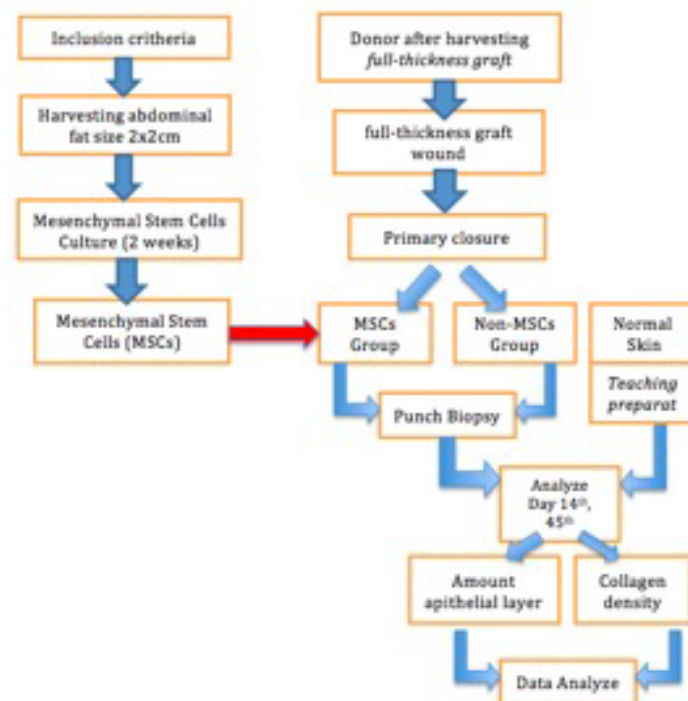 Inclusion critheria
Harvesting abdominal
fat size 2x2cm
Mesenchymal Stem Cells
Culture (2 weeks)
Mesenchymal Stem
Cells (MSCs)
Donor after harvesting
full-thickness graft
full-thickness graft
wound
Primary closure
MSCs
Group
Non-MSCs
Group
Normal
Skin
Teaching
preparat
Punch Biopsy
Analyze
Day 14th,
45th
Amount
apithelial layer
Collagen
density
Data Analyze